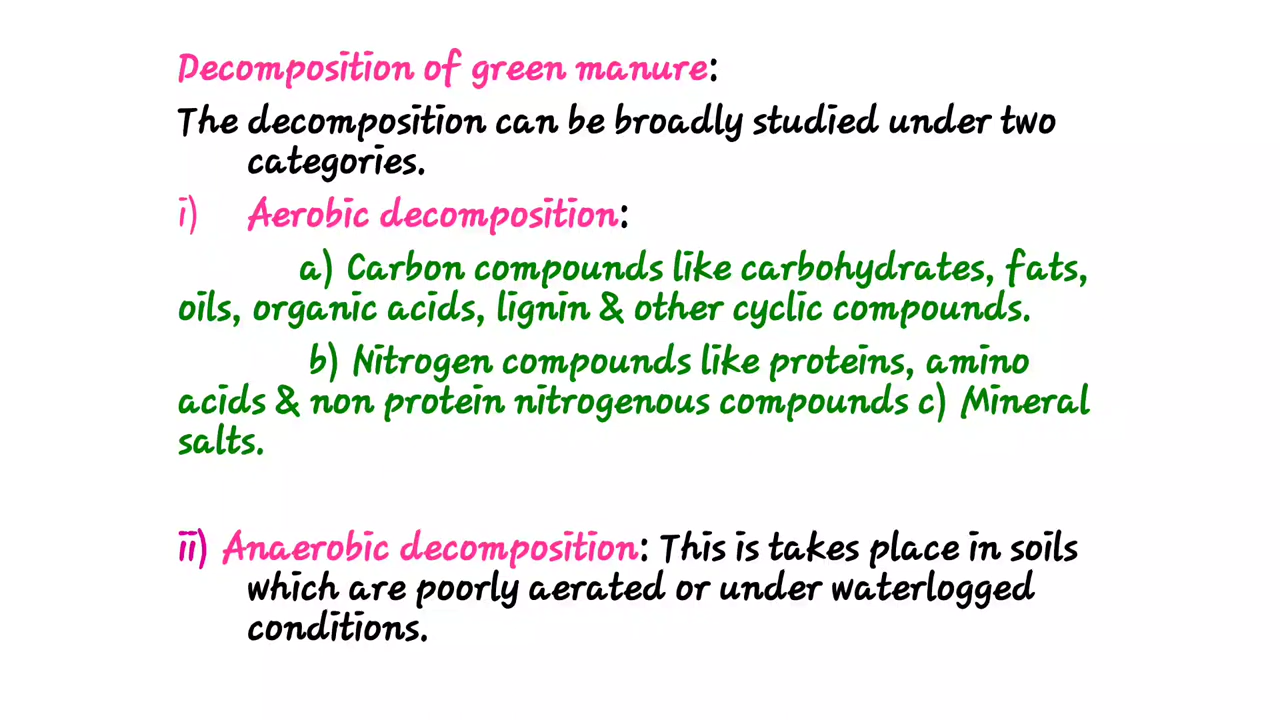 Decomposition of green manure:
The decomposition can be broadly studied under two
categories.
i) Aerobic decomposition:
a) Carbon compounds like carbohydrates, fats,
oils, organic acids, lignin & other cyclic compounds.
b) Nitrogen compounds like proteins, amino
acids & non protein nitrogenous compounds c) Mineral
salts.
ii) Anaerobic decomposition: This is takes place in soils
which are poorly aerated or under waterlogged
conditions.